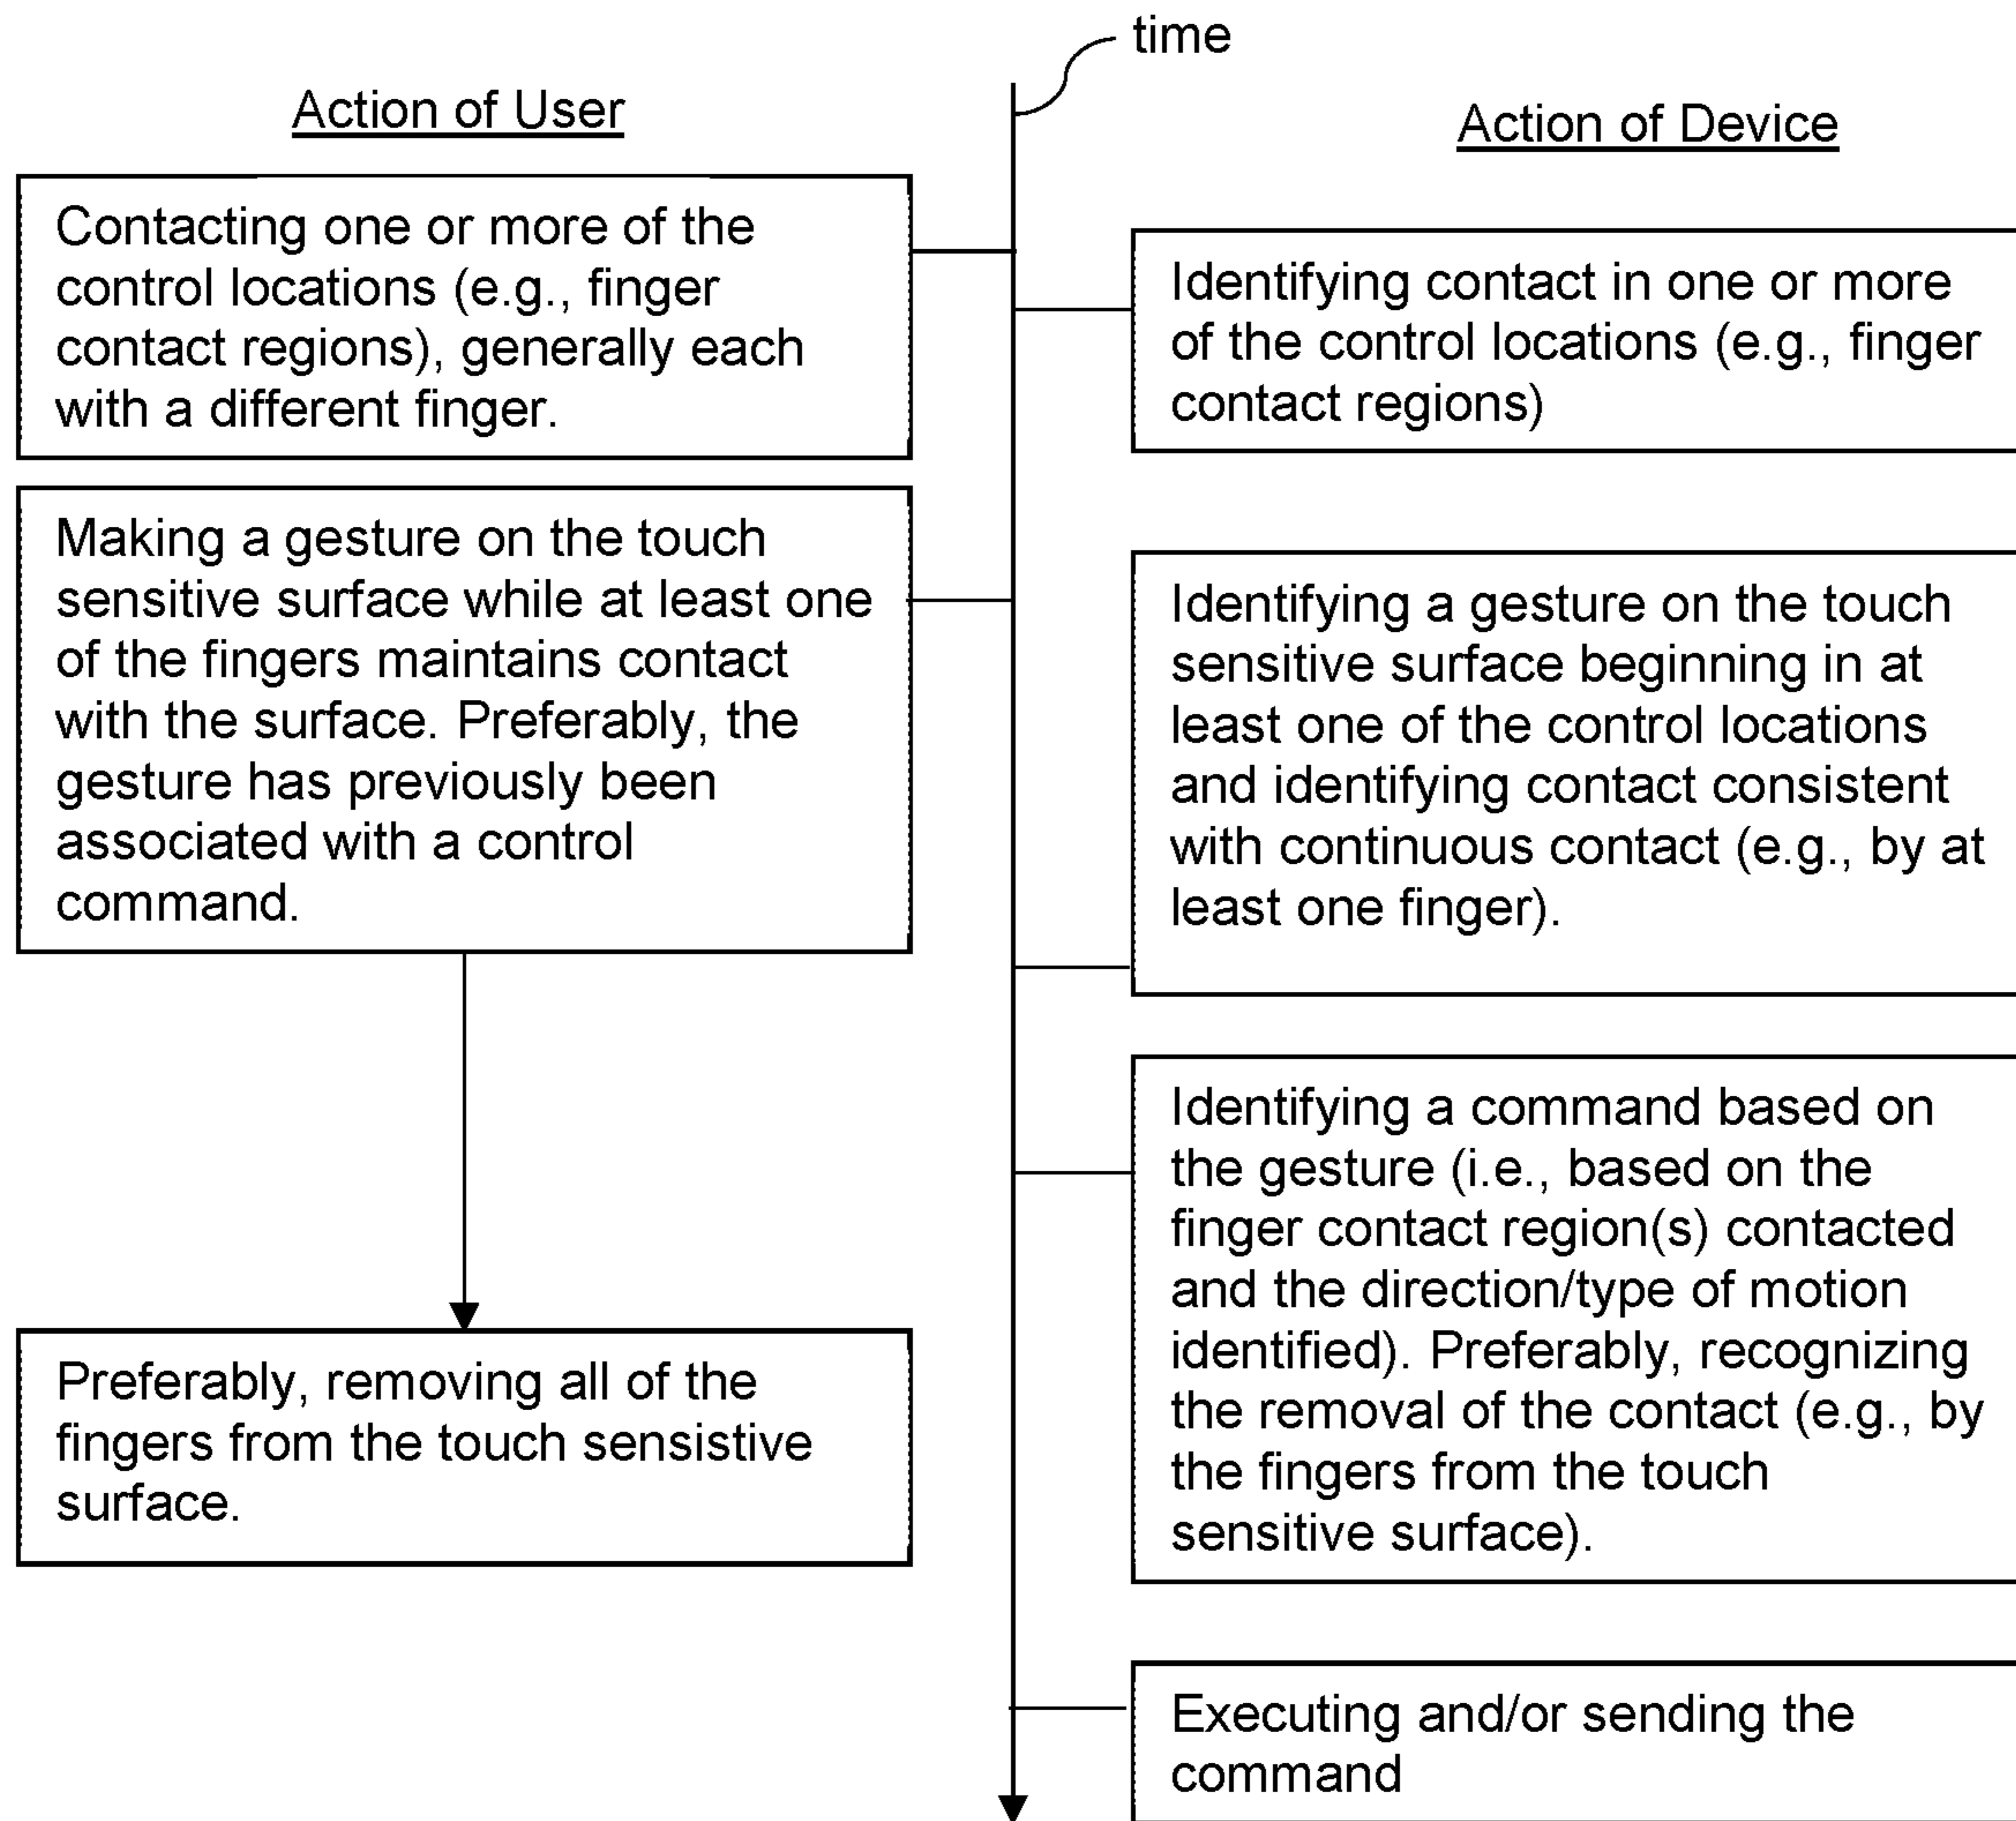 time
Action of User
Action of Device
Contacting one or more of the
control locations (e.g., finger
contact regions), generally each
with a different finger.
Identifying contact in one or more
of the control locations (e.g., finger
contact regions)
Making a gesture on the touch
sensitive surface while at least one
of the fingers maintains contact
with the surface. Preferably, the
gesture has previously been
associated with a control
command.
Identifying a gesture on the touch
sensitive surface beginning in at
least one of the control locations
and identifying contact consistent
with continuous contact (e.g., by at
least one finger).
Identifying a command based on
the gesture (i.e., based on the
finger contact region(s) contacted
and the direction/type of motion
identified). Preferably, recognizing
the removal of the contact (e.g., by
the fingers from the touch
sensitive surface).
Preferably, removing all of the
fingers from the touch sensistive
surface.
Executing and/or sending the
command